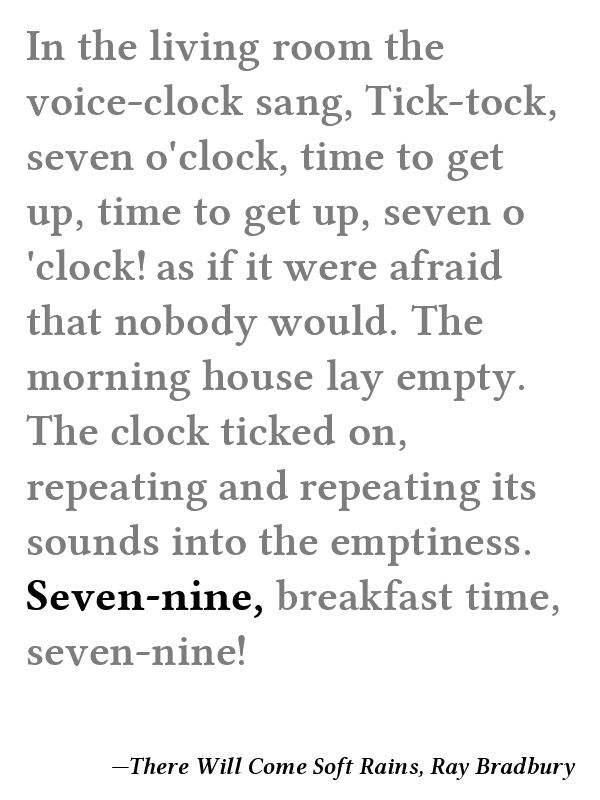 In the living room the
voice-clock sang, Tick-tock,
seven o'clock, time to get
up, time to get up, seven o
'clock! as if it were afraid
that nobody would. The
morning house lay empty.
The clock ticked on,
repeating and repeating its
sounds into the emptiness.
Seven-nine, breakfast time,
seven-nine!
—There Will Come Soft Rains, Ray Bradbury